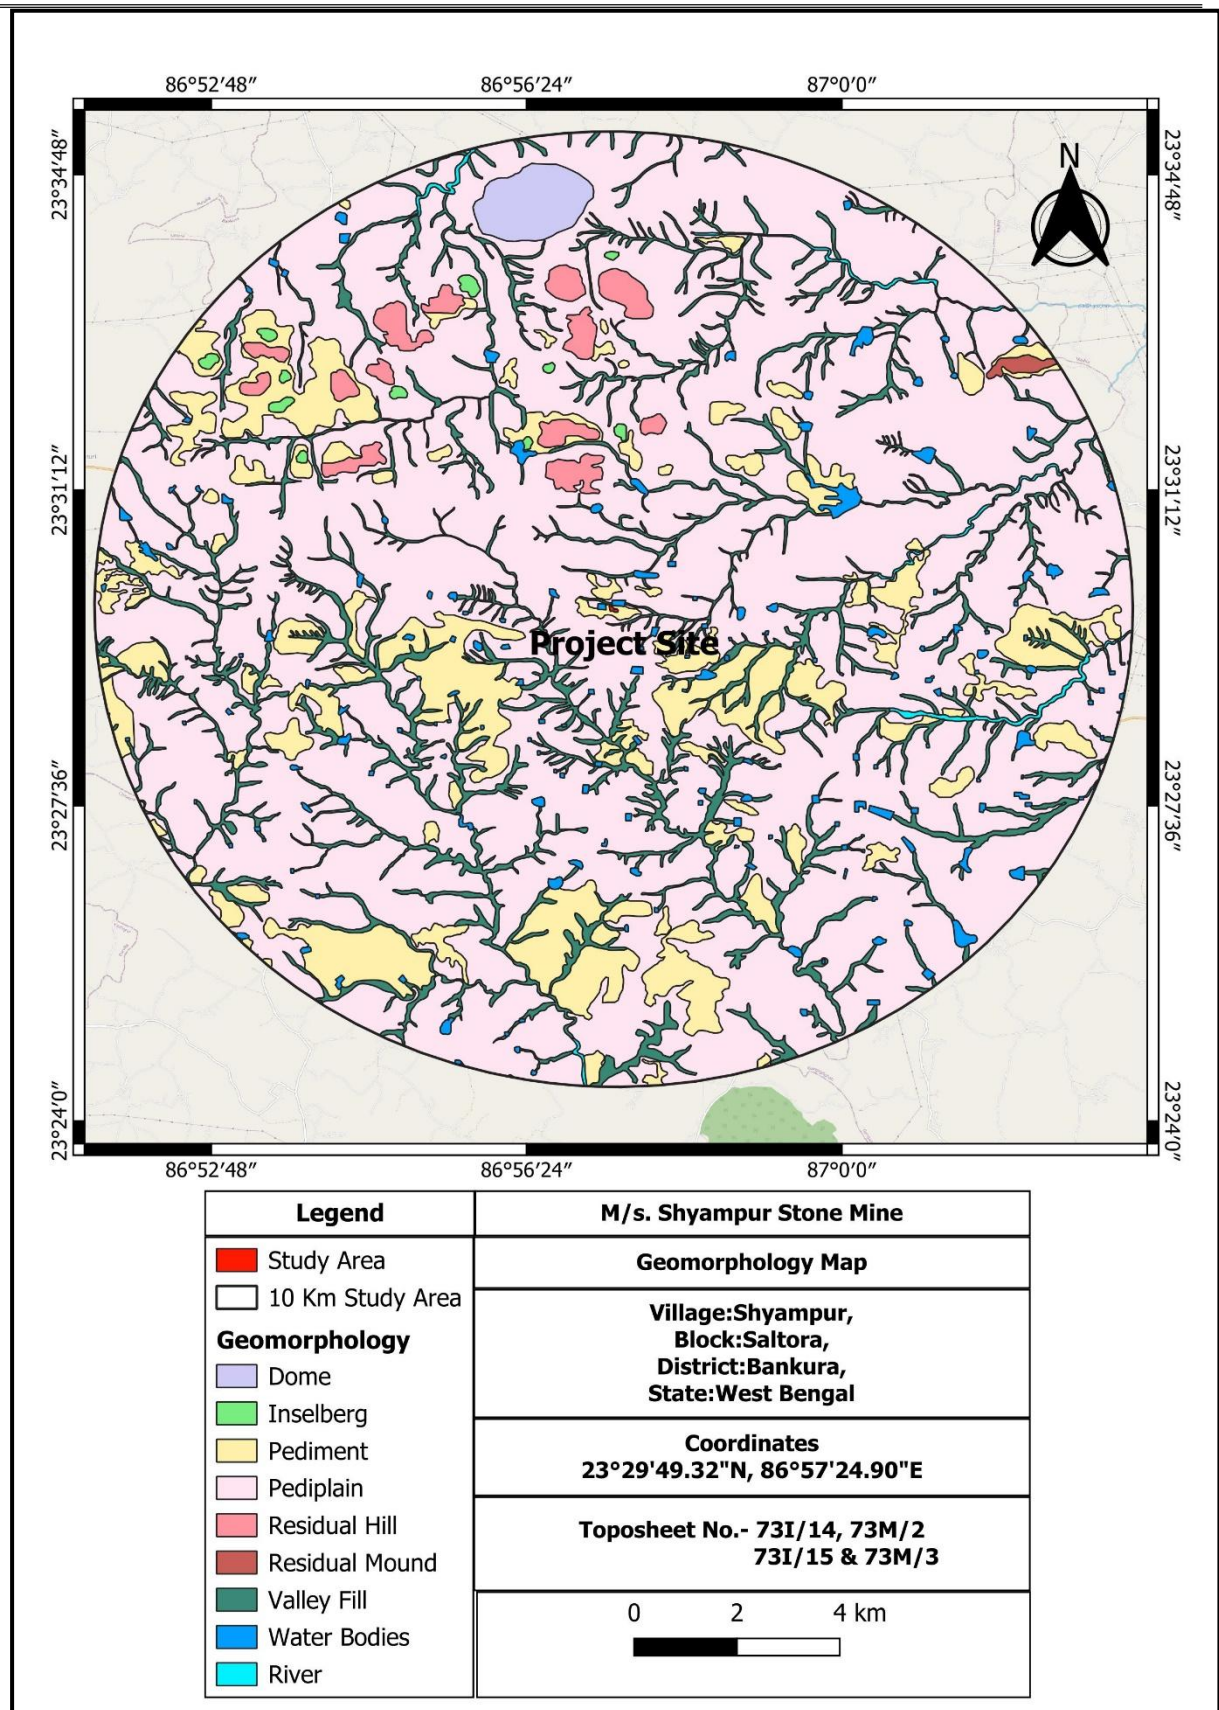 86°52′48″ 86°56′24″ 87°0′0″
23°34′48″ 23°34′48″
N
23°31′12″ 23°31′12″
Project Site
23°27′36″ 23°27′36″
23°24′0″ 23°24′0″
86°52′48″ 86°56′24″ 87°0′0″
Legend
Study Area
10 Km Study Area
Geomorphology
Dome
Inselberg
Pediment
Pediplain
Residual Hill
Residual Mound
Valley Fill
Water Bodies
River
M/s. Shyampur Stone Mine
Geomorphology Map
Village:Shyampur,
Block:Saltora,
District:Bankura,
State:West Bengal
Coordinates
23°29'49.32"N, 86°57'24.90"E
Toposheet No.- 73I/14, 73M/2
73I/15 & 73M/3
0 2 4 km